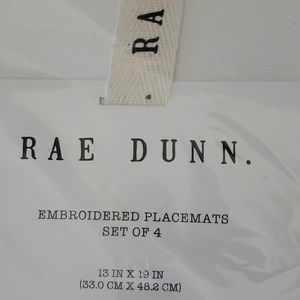 RA
RAE DUNN.
EMBROIDERED PLACEMATS
SET OF 4
13 IN X 19 IN
(33.0 CM X 48.2 CM)